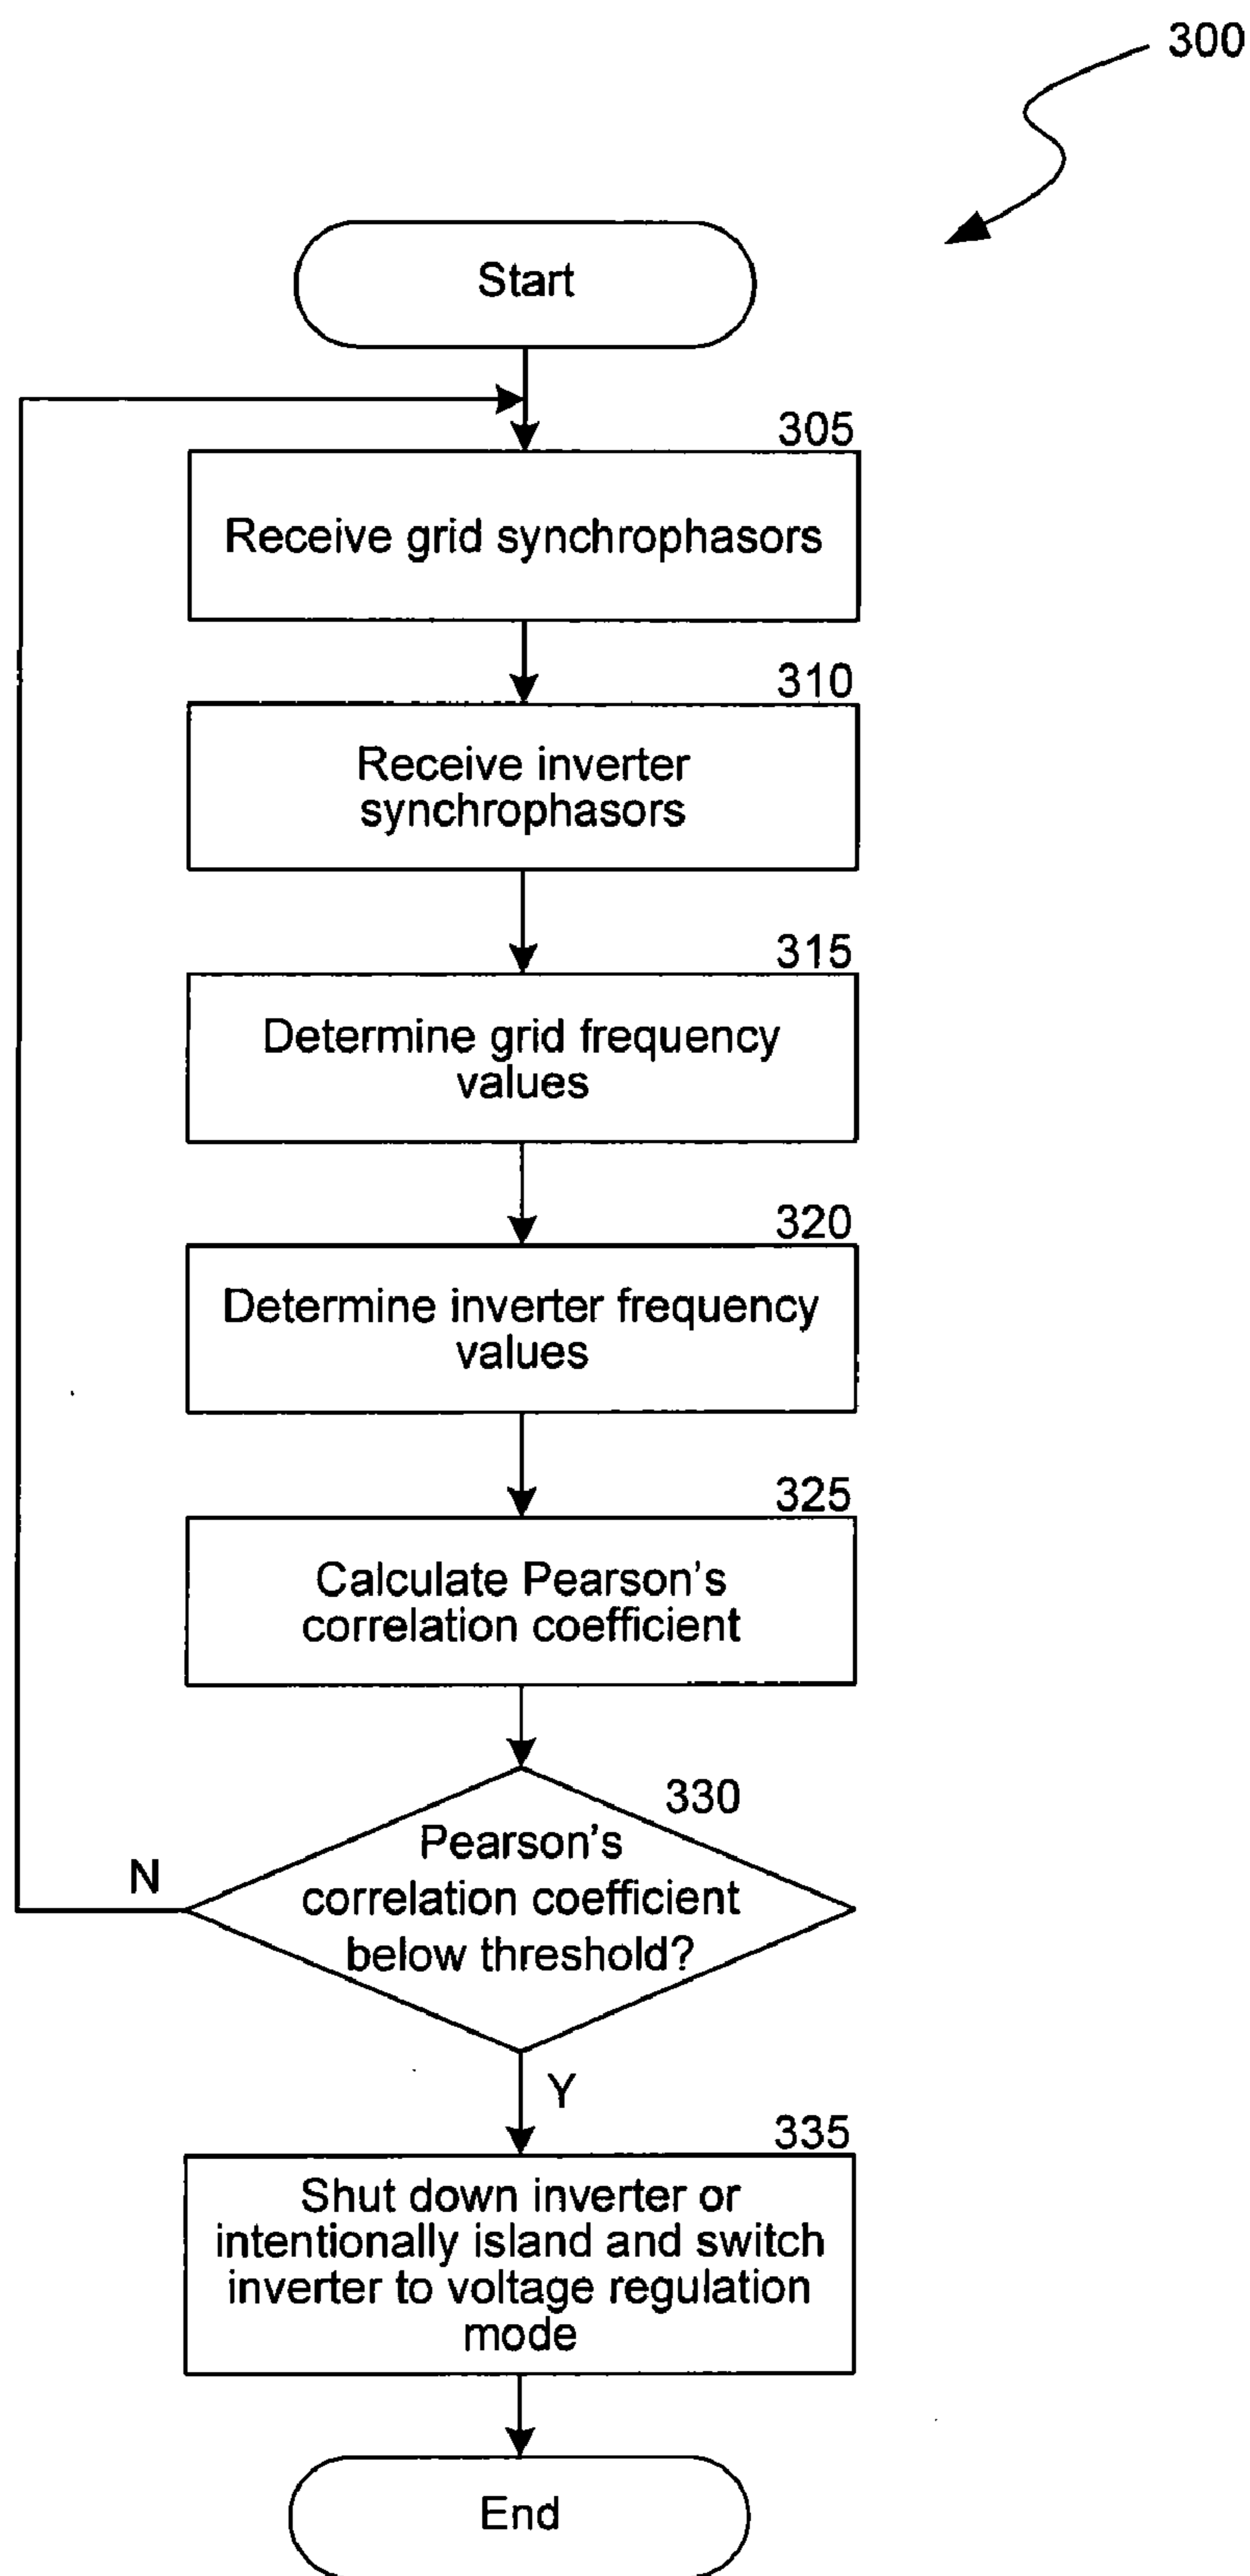 300
Start
305
Receive grid synchrophasors
310
Receive inverter
synchrophasors
315
Determine grid frequency
values
320
Determine inverter frequency
values
325
Calculate Pearson's
correlation coefficient
330
Pearson's
correlation coefficient
below threshold?
N
Y
335
Shut down inverter or
intentionally island and switch
inverter to voltage regulation
mode
End